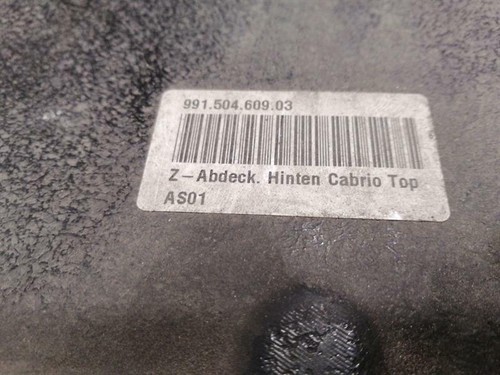 991.504.609.03
Z-Abdeck. Hinten Cabrio Top
AS01